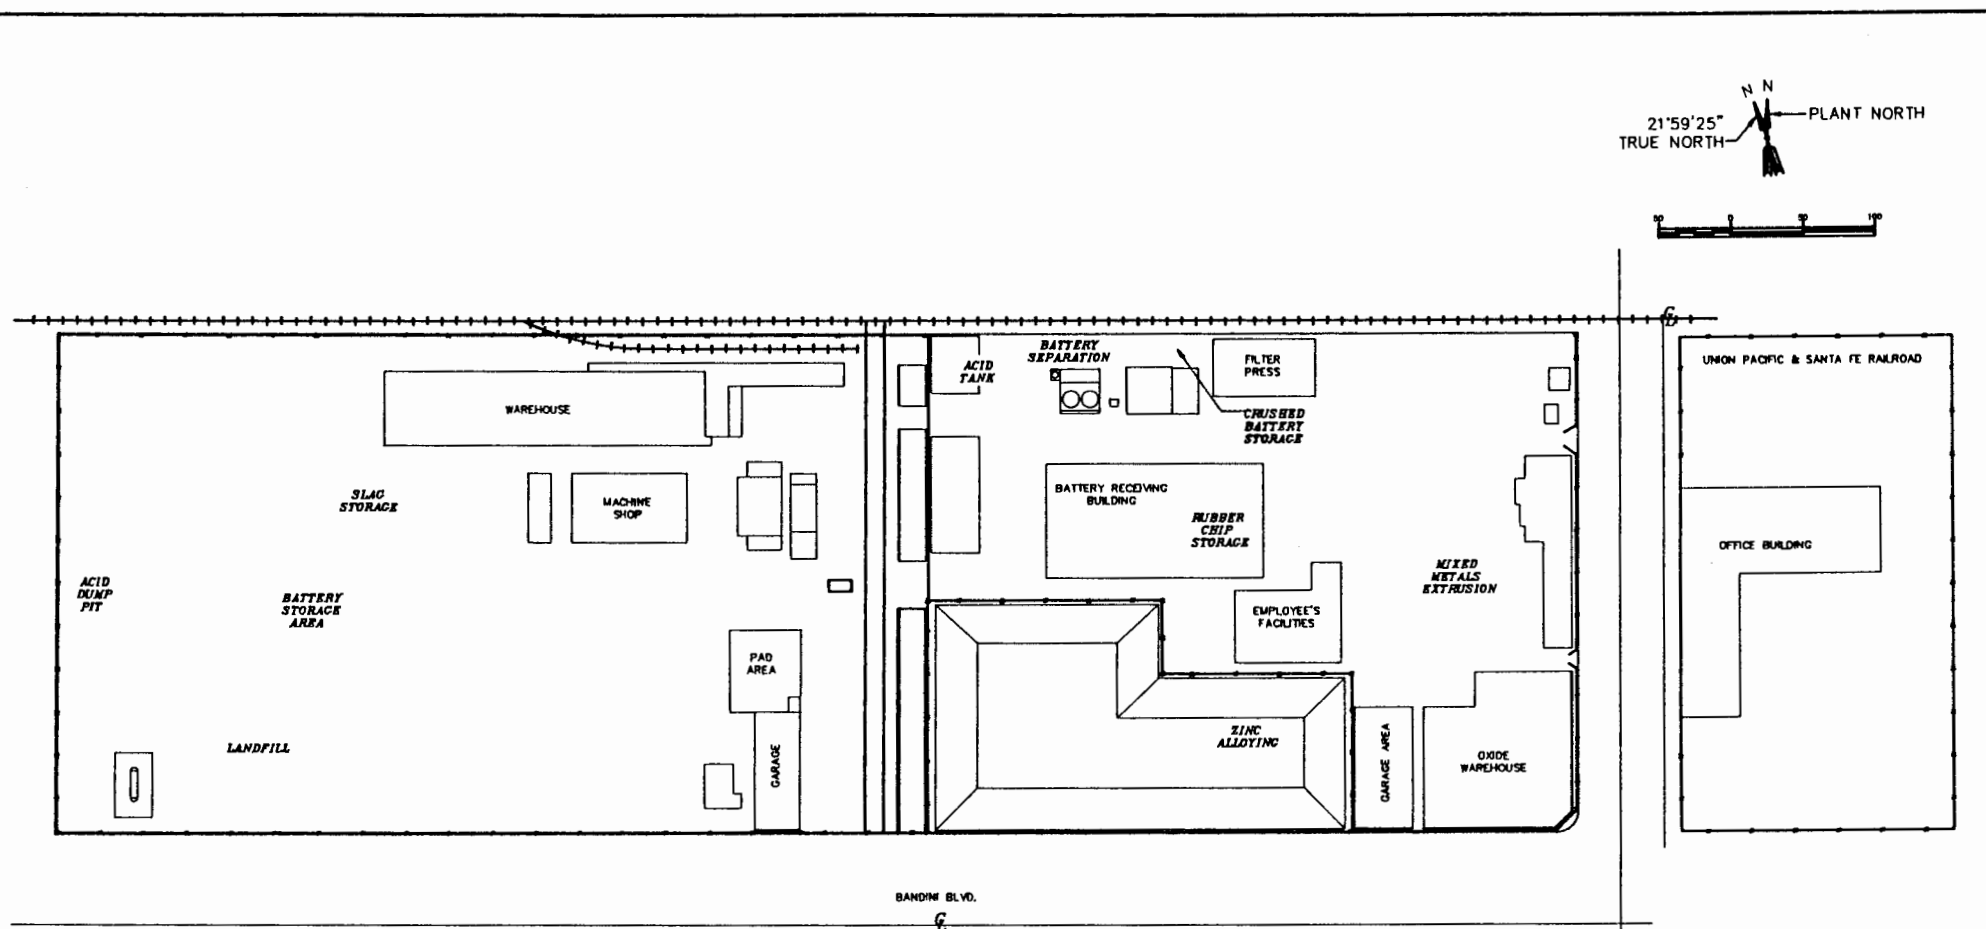 N N
21°59'25"
TRUE NORTH
PLANT NORTH
50 0 50 100
UNION PACIFIC & SANTA FE RAILROAD
BATTERY
SEPARATION
ACID
TANK
FILTER
PRESS
CRUSHED
BATTERY
STORAGE
WAREHOUSE
SLAG
STORAGE
MACHINE
SHOP
BATTERY RECEIVING
BUILDING
RUBBER
CHIP
STORAGE
OFFICE BUILDING
ACID
DUMP
PIT
BATTERY
STORAGE
AREA
MIXED
METALS
EXTRUSION
EMPLOYEE'S
FACILITIES
PAD
AREA
LANDFILL
GARAGE
ZINC
ALLOYING
GARAGE AREA
OXIDE
WAREHOUSE
BANDINI BLVD.